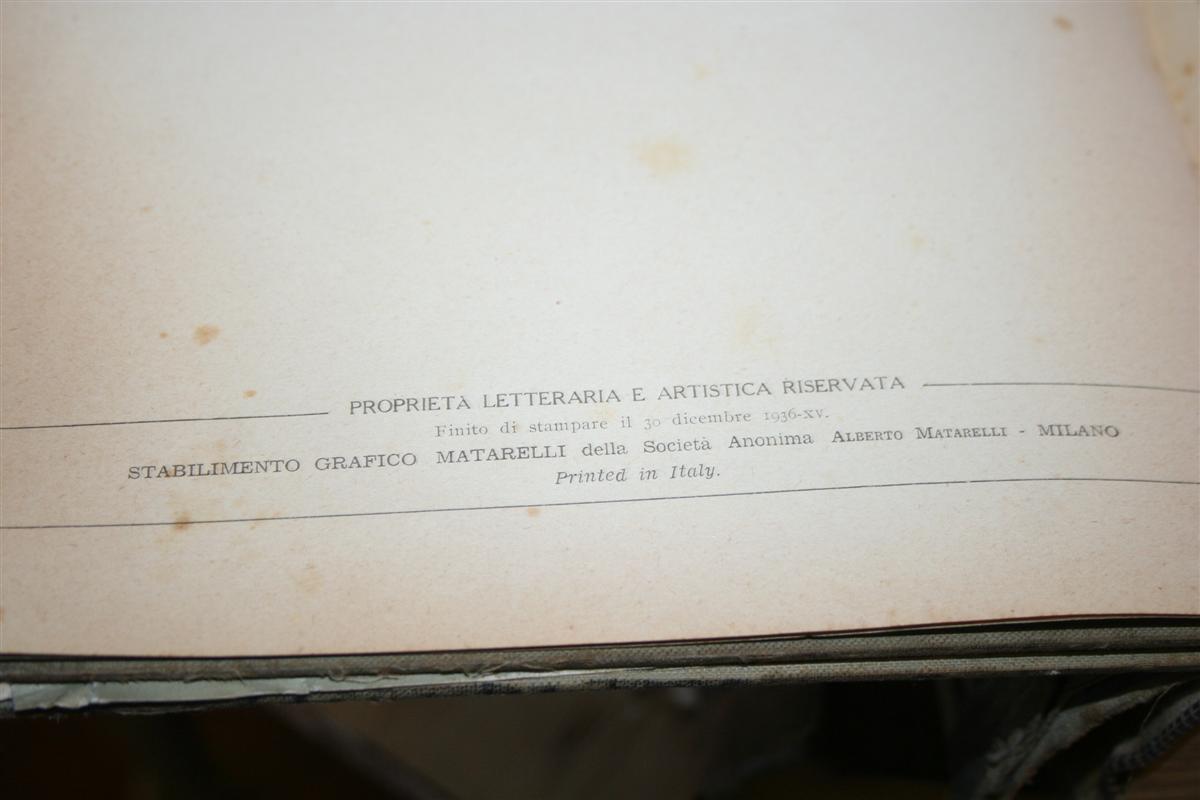 PROPRIETÀ LETTERARIA E ARTISTICA RISERVATA
Finito di stampare il 30 dicembre 1936-XV.
STABILIMENTO GRAFICO MATARELLI della Società Anonima ALBERTO MATARELLI - MILANO
Printed in Italy.